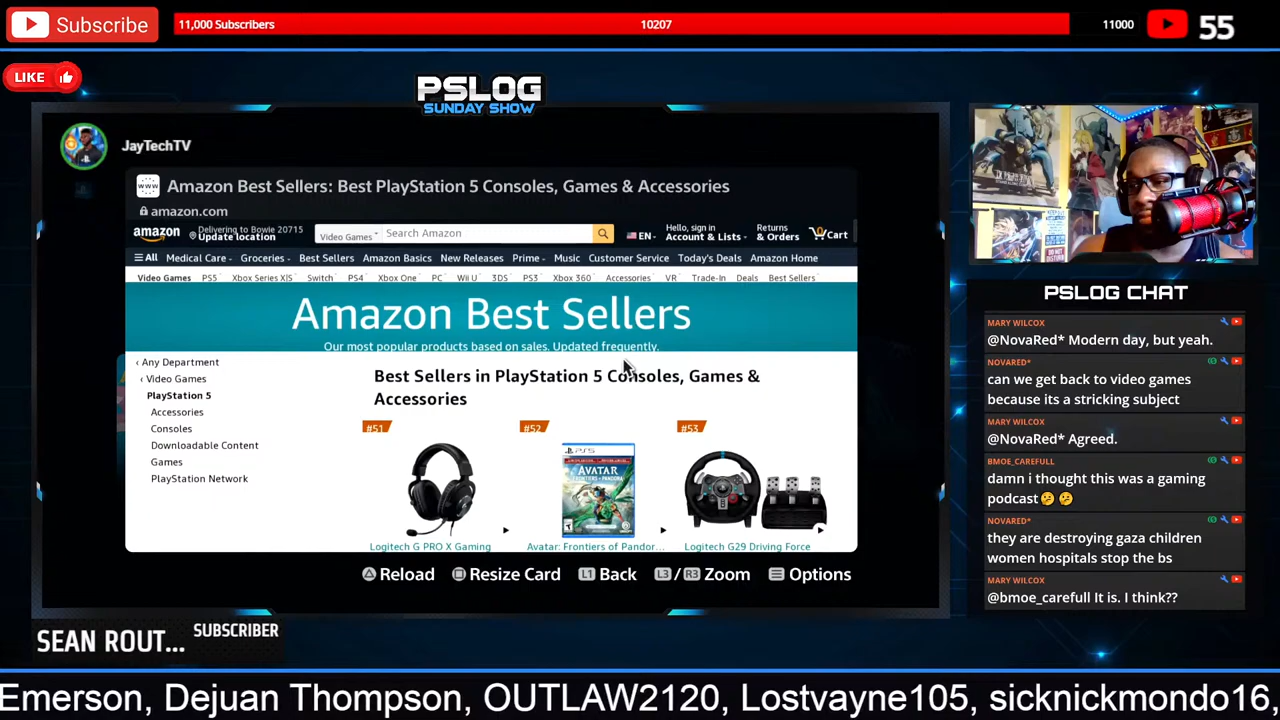 Subscribe
11,000 Subscribers
10207
11000
55
LIKE
PSLOG
SUNDAY SHOW
JayTechTV
www
Amazon Best Sellers: Best PlayStation 5 Consoles, Games & Accessories
amazon.com
amazon
Delivering to Bowie 20715
Update location
Video Games
Search Amazon
EN
Hello, sign in
Account & Lists
Returns
& Orders
0
Cart
All Medical Care Groceries Best Sellers Amazon Basics New Releases Prime Music Customer Service Today's Deals Amazon Home
Video Games PS5 Xbox Series X|S Switch PS4 Xbox One PC Wii U 3DS PS3 Xbox 360 Accessories VR Trade-In Deals Best Sellers
Amazon Best Sellers
Our most popular products based on sales. Updated frequently.
‹ Any Department
‹ Video Games
PlayStation 5
Accessories
Consoles
Downloadable Content
Games
PlayStation Network
Best Sellers in PlayStation 5 Consoles, Games &
Accessories
#51
#52
#53
PS5
AVATAR
Logitech G PRO X Gaming
Avatar: Frontiers of Pandor...
Logitech G29 Driving Force
Reload
Resize Card
L1 Back
L3/R3 Zoom
Options
PSLOG CHAT
MARY WILCOX
@NovaRed* Modern day, but yeah.
NOVARED*
can we get back to video games
because its a stricking subject
MARY WILCOX
@NovaRed* Agreed.
BMOE_CAREFULL
damn i thought this was a gaming
podcast
NOVARED*
they are destroying gaza children
women hospitals stop the bs
MARY WILCOX
@bmoe_carefull It is. I think??
SEAN ROUT...
SUBSCRIBER
Emerson, Dejuan Thompson, OUTLAW2120, Lostvayne105, sicknickmondo16,